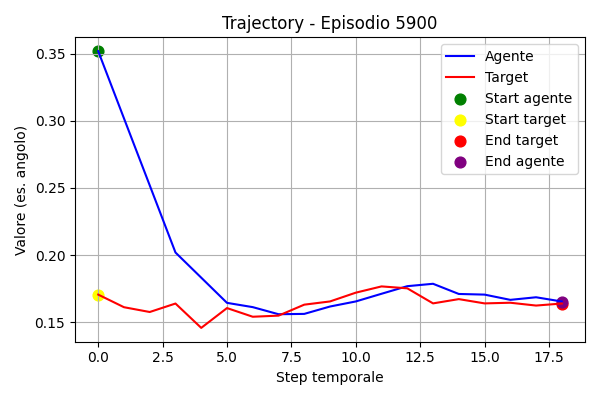 Trajectory - Episodio 5900
Valore (es. angolo)
0.35
0.30
0.25
0.20
0.15
Agente
Target
Start agente
Start target
End target
End agente
0.0 2.5 5.0 7.5 10.0 12.5 15.0 17.5
Step temporale